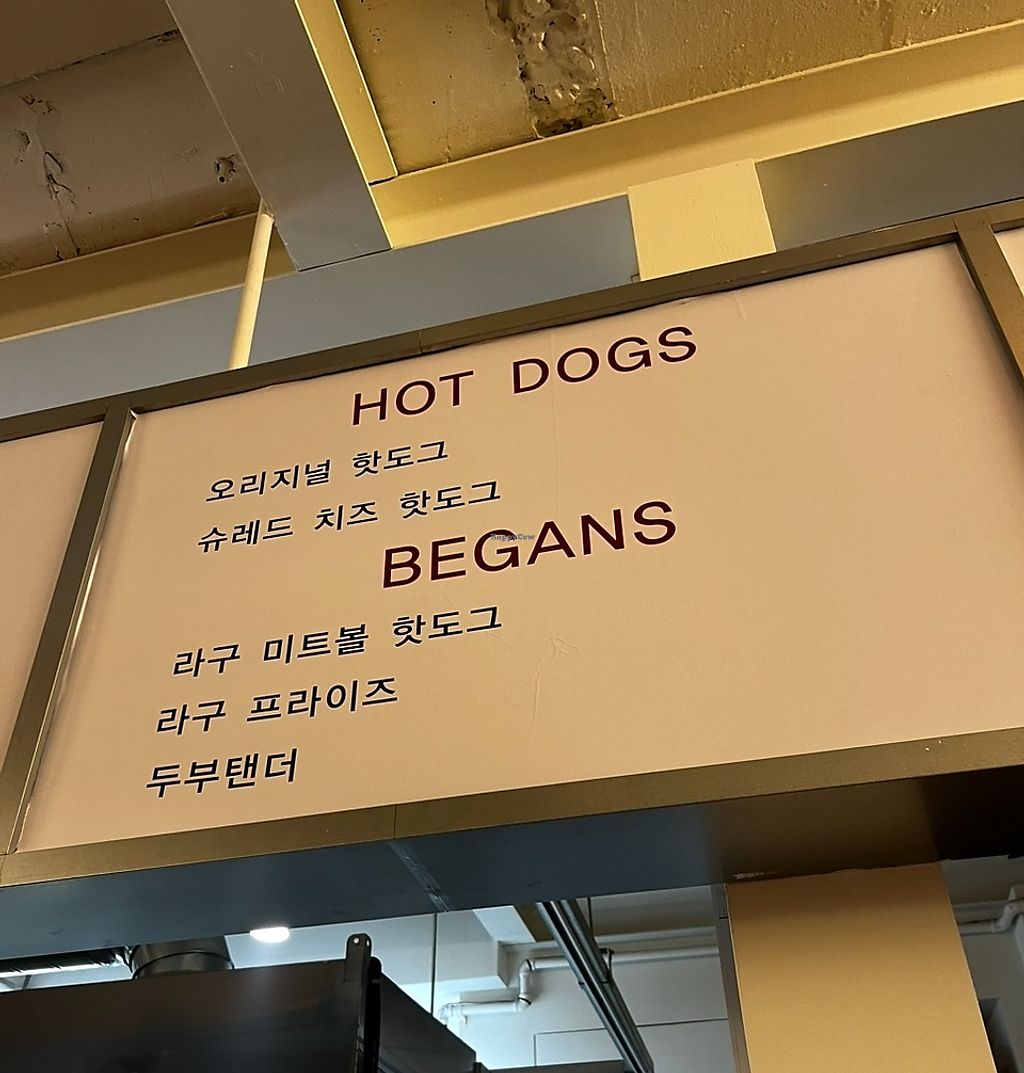 HOT DOGS
오리지널 핫도그
슈레드 치즈 핫도그
BEGANS
HappyCow
라구 미트볼 핫도그
라구 프라이즈
두부탠더